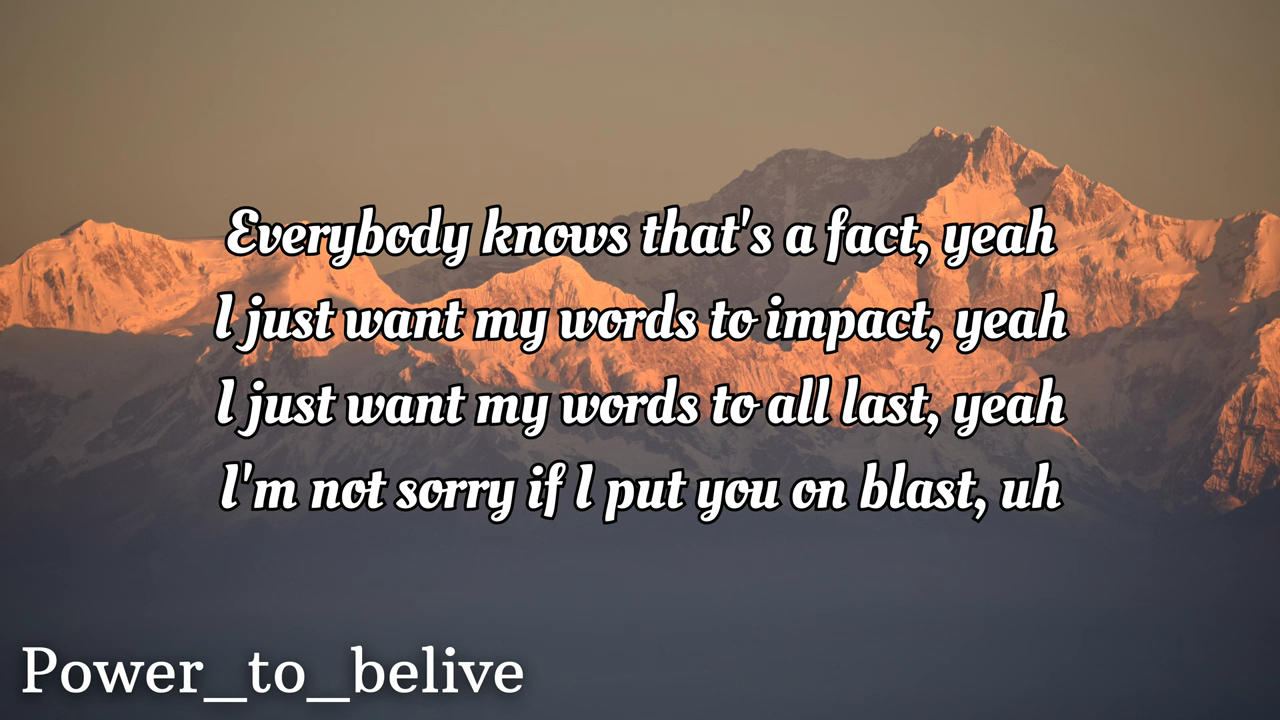 Everybody knows that's a fact, yeah
I just want my words to impact, yeah
I just want my words to all last, yeah
I'm not sorry if I put you on blast, uh
Power_to_belive